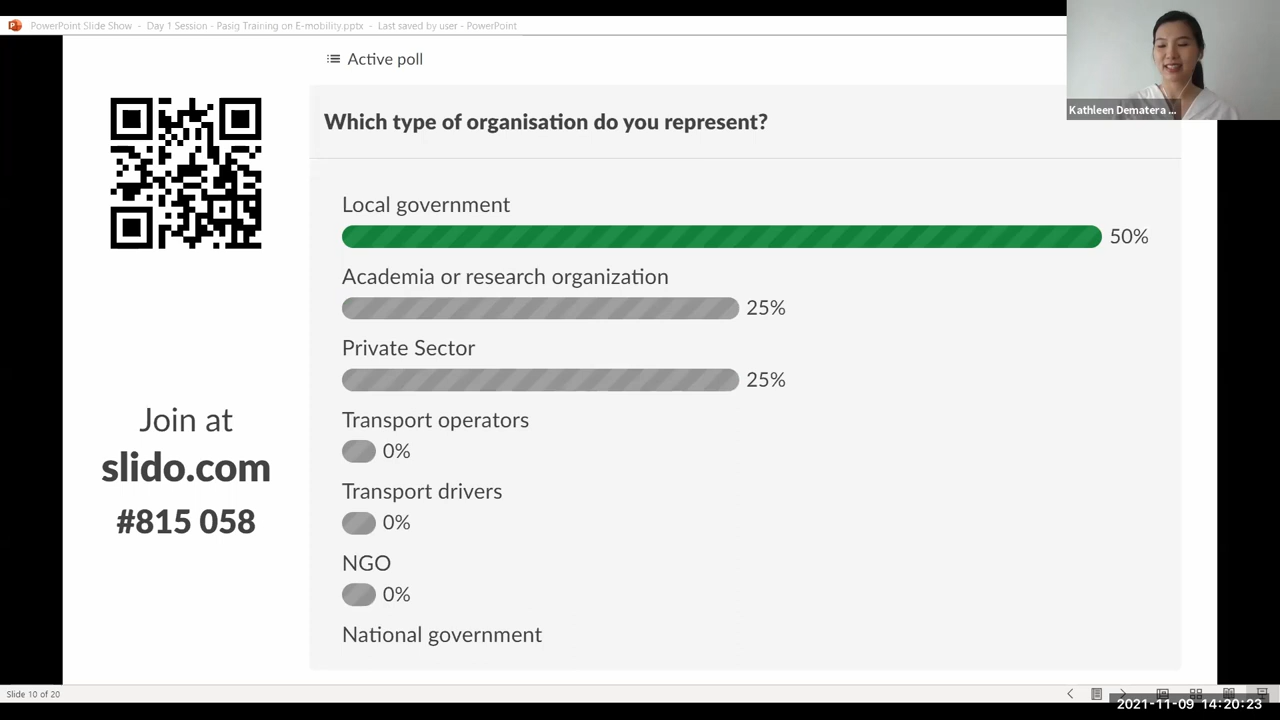 PowerPoint Slide Show - Day 1 Session - Pasig Training on E-mobility.pptx - Last saved by user - PowerPoint
Active poll
Kathleen Dematera ...
Which type of organisation do you represent?
Local government
50%
Academia or research organization
25%
Private Sector
25%
Transport operators
0%
Transport drivers
0%
NGO
0%
National government
Join at
slido.com
#815 058
Slide 10 of 20
2021-11-09 14:20:23